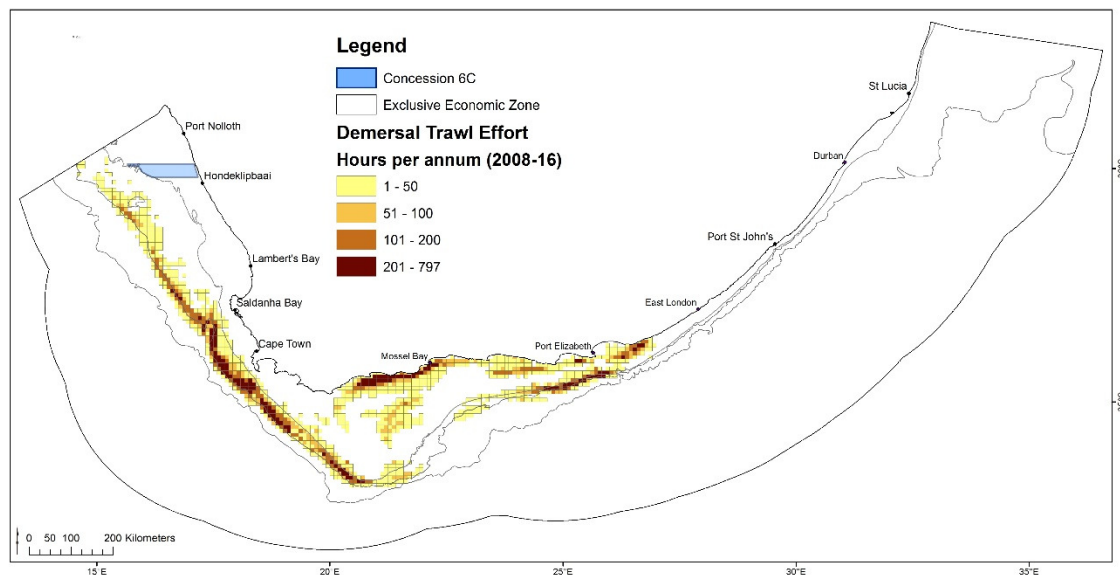 Legend
Concession 6C
Exclusive Economic Zone
Demersal Trawl Effort
Hours per annum (2008-16)
1 - 50
51 - 100
101 - 200
201 - 797
Port Nolloth
Hondeklipbaai
Lambert's Bay
Saldanha Bay
Cape Town
Mossel Bay
Port Elizabeth
East London
Port St John's
Durban
St Lucia
0 50 100 200 Kilometers
15°E
20°E
25°E
30°E
35°E